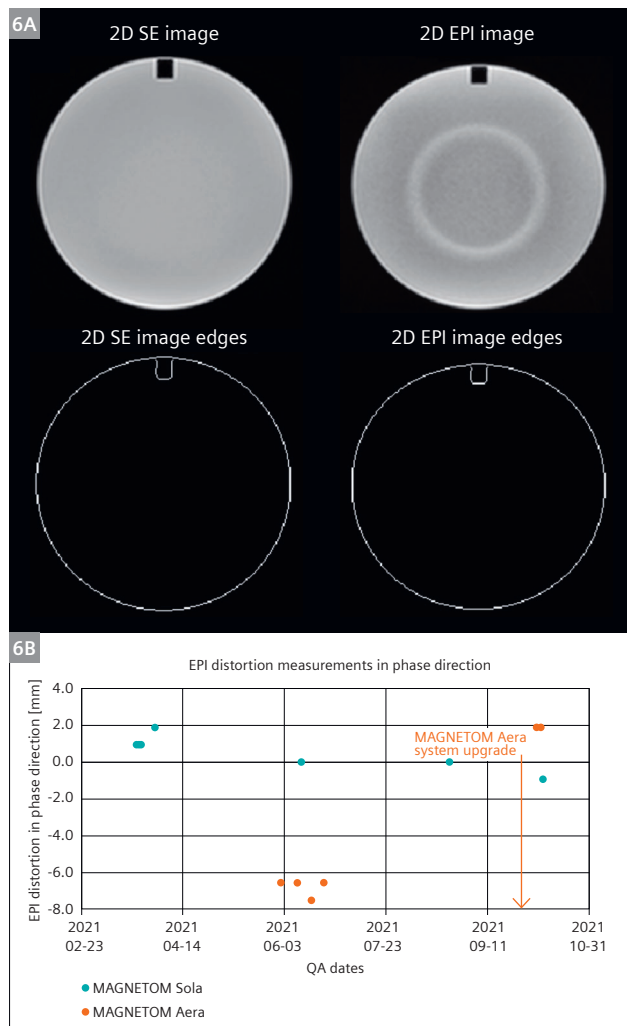 6A
2D SE image
2D EPI image
2D SE image edges
2D EPI image edges
6B
EPI distortion measurements in phase direction
EPI distortion in phase direction [mm]
4.0
2.0
0.0
-2.0
-4.0
-6.0
-8.0
MAGNETOM Aera
system upgrade
2021 2021 2021 2021 2021 2021
02-23 04-14 06-03 07-23 09-11 10-31
QA dates
MAGNETOM Sola
MAGNETOM Aera